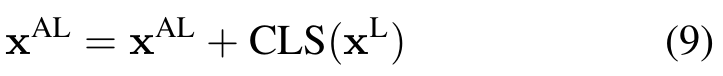 x^AL = x^AL + CLS(x^L) (9)